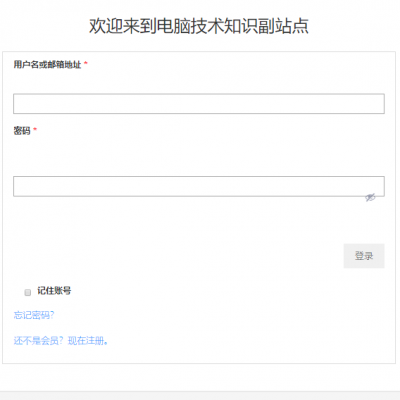 欢迎来到电脑技术知识副站点
用户名或邮箱地址 *
密码 *
登录
记住账号
忘记密码?
还不是会员? 现在注册。